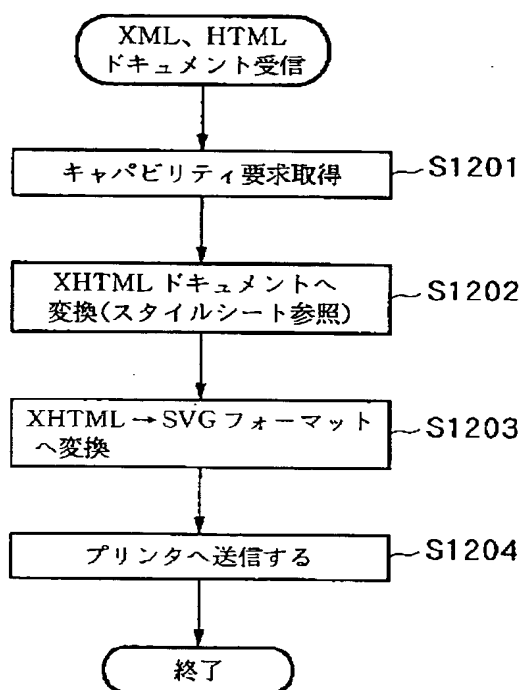 XML、HTML
ドキュメント受信
キャパビリティ要求取得
S1201
XHTML ドキュメントへ
変換(スタイルシート参照)
S1202
XHTML→SVG フォーマット
へ変換
S1203
プリンタへ送信する
S1204
終了